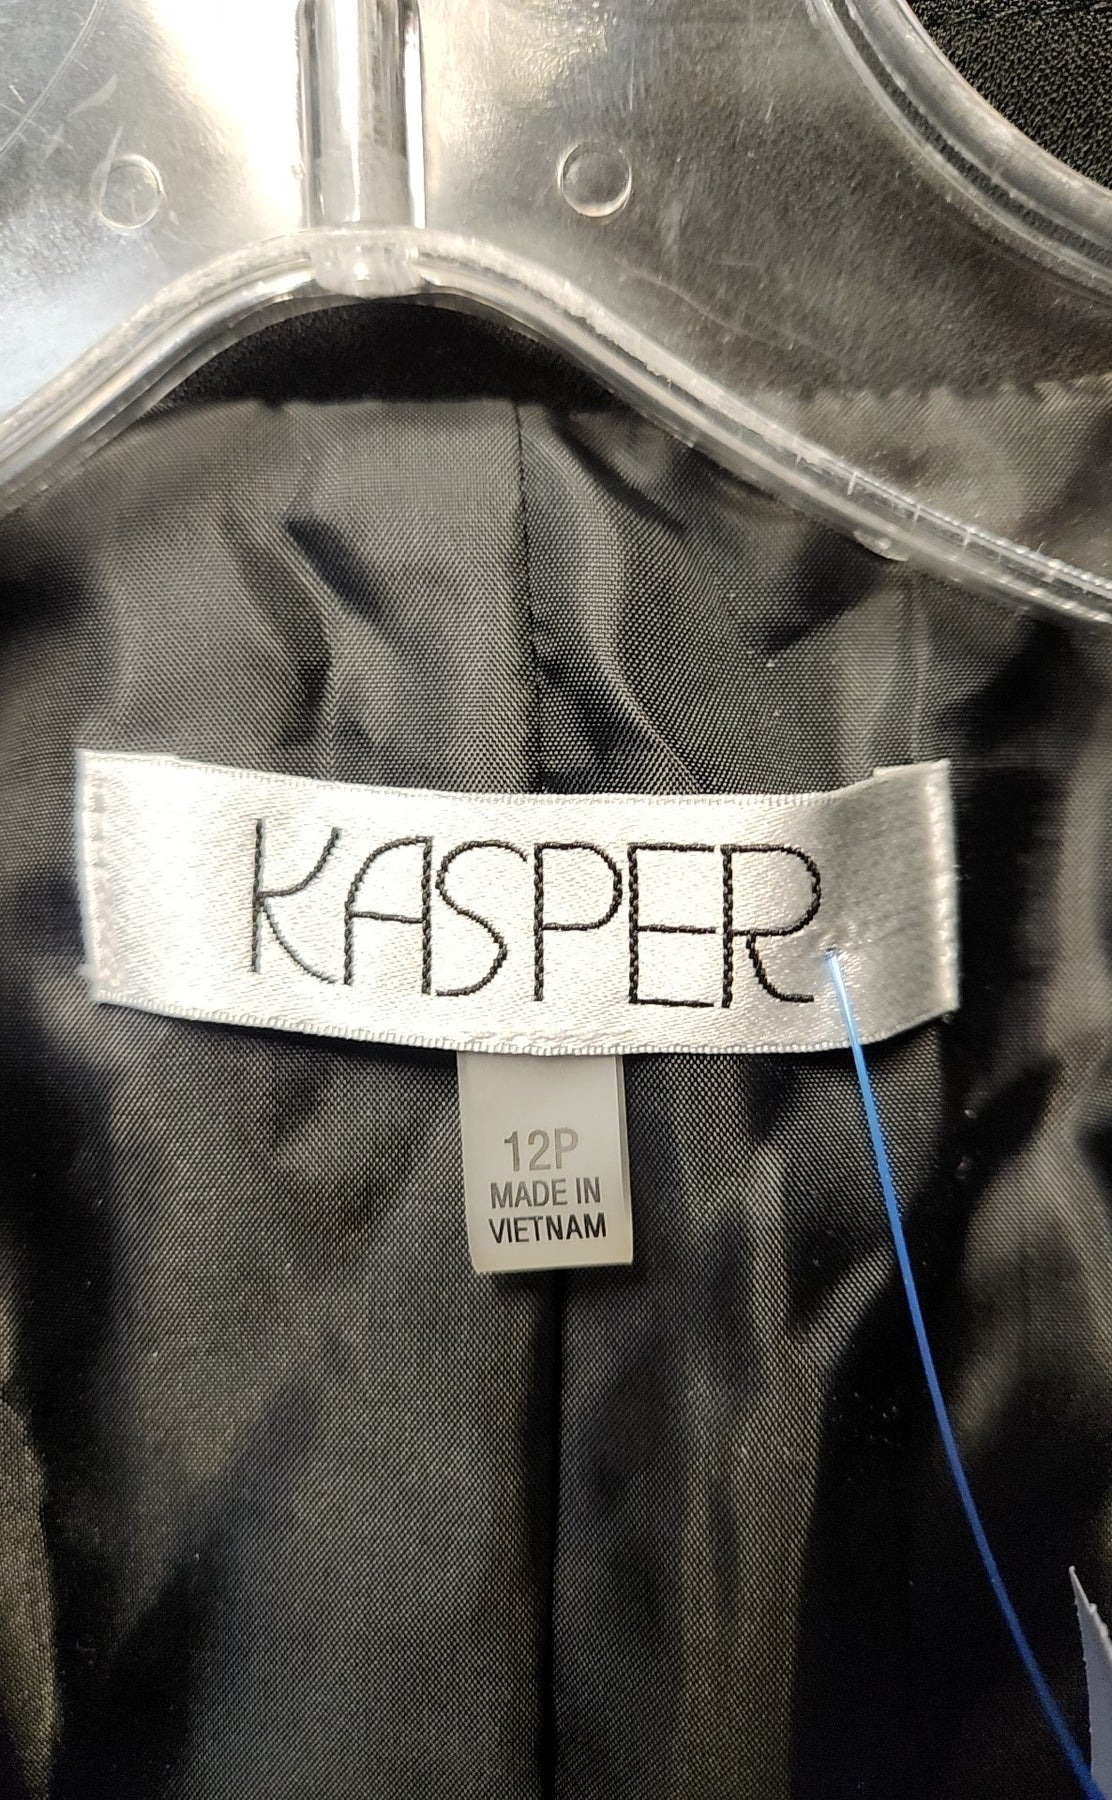 KASPER
12P
MADE IN
VIETNAM